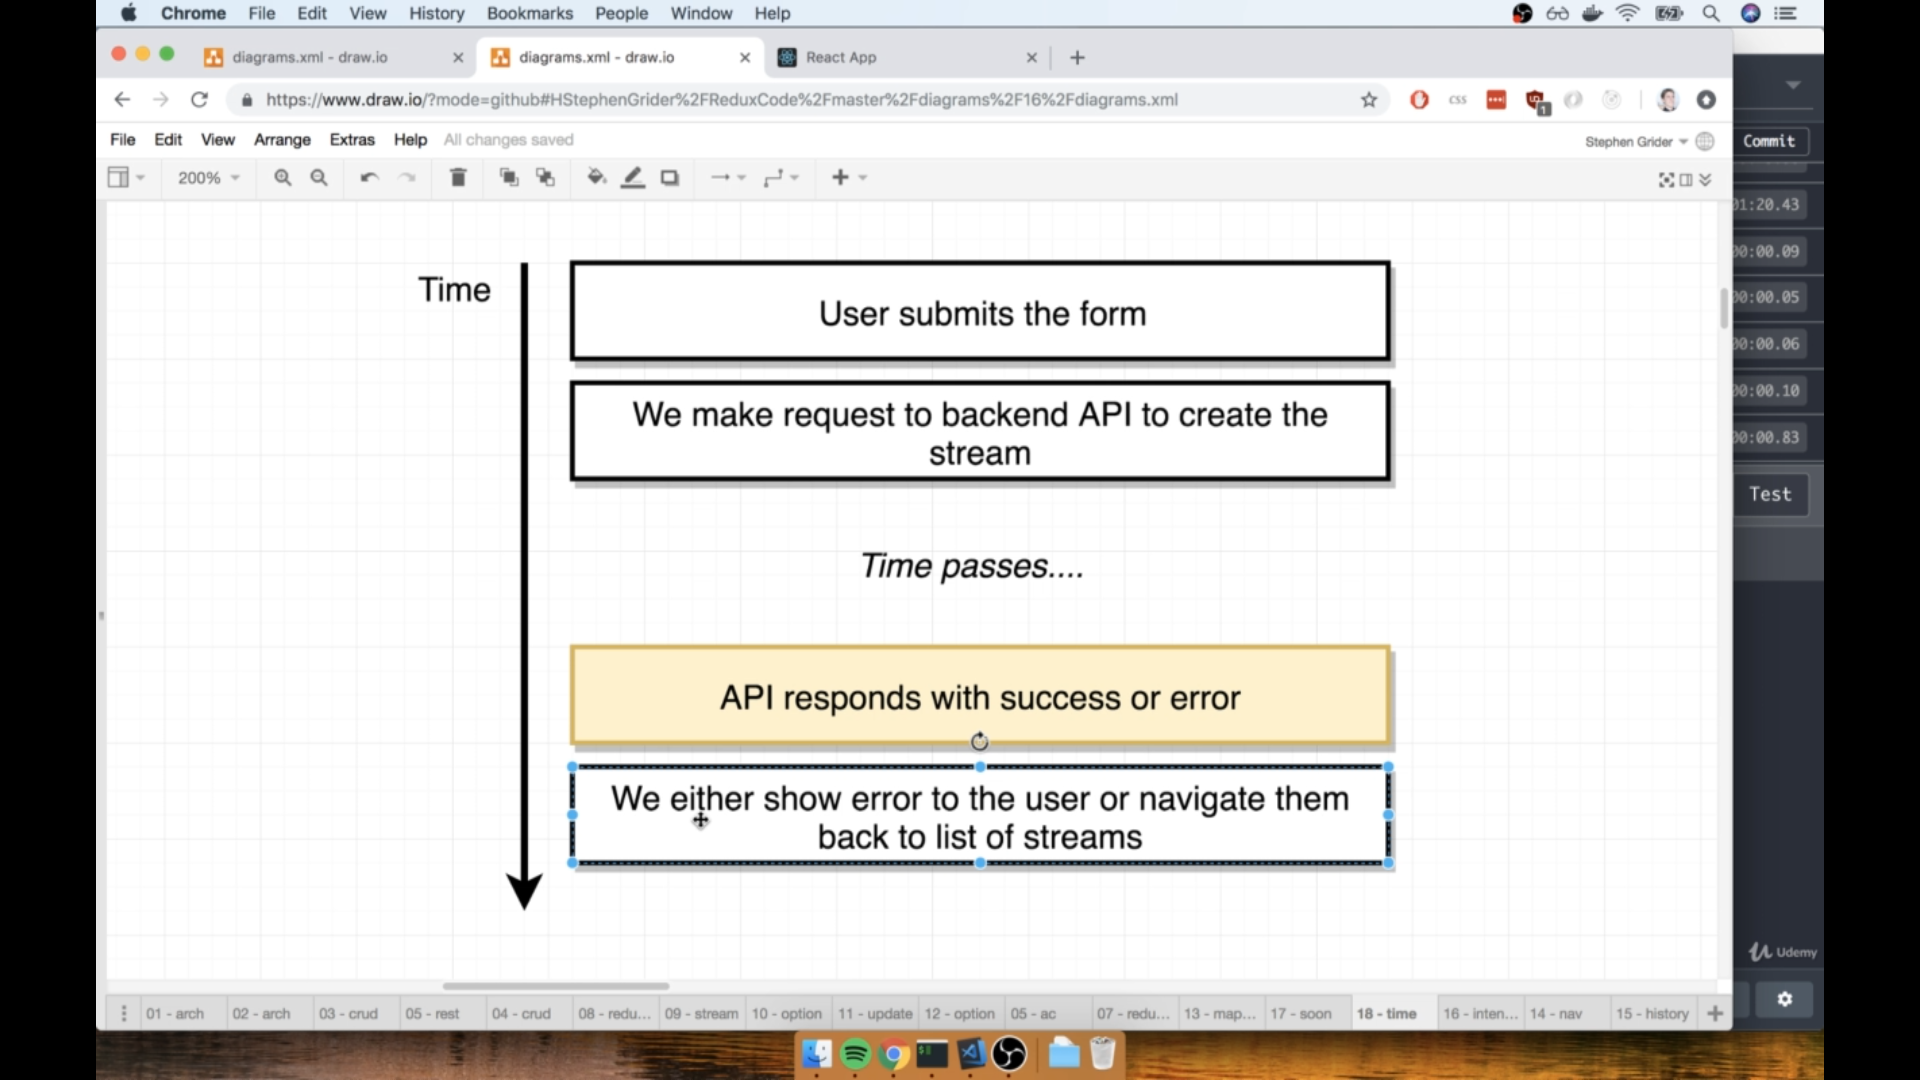 Chrome File Edit View History Bookmarks People Window Help
diagrams.xml - draw.io
diagrams.xml - draw.io
React App
https://www.draw.io/?mode=github#HStephenGrider%2FReduxCode%2Fmaster%2Fdiagrams%2F16%2Fdiagrams.xml
CSS
1
File Edit View Arrange Extras Help All changes saved
Stephen Grider
Commit
200%
01:20.43
00:00.09
00:00.05
00:00.06
00:00.10
00:00.83
Test
Time
User submits the form
We make request to backend API to create the
stream
Time passes....
API responds with success or error
We either show error to the user or navigate them
back to list of streams
Udemy
01 - arch
02 - arch
03 - crud
05 - rest
04 - crud
08 - redu...
09 - stream
10 - option
11 - update
12 - option
05 - ac
07 - redu...
13 - map...
17 - soon
18 - time
16 - inten...
14 - nav
15 - history